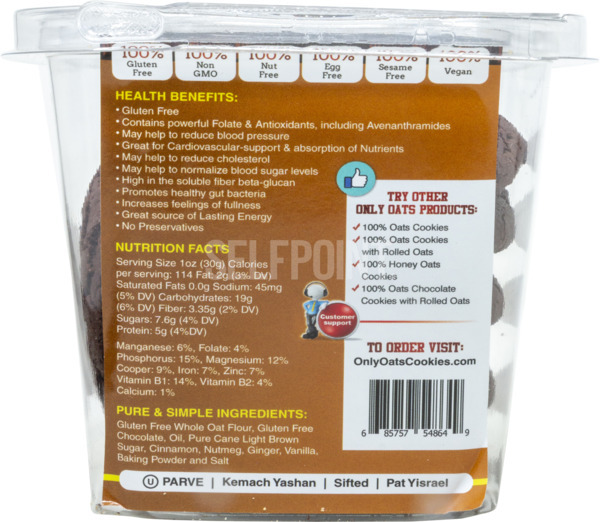 100% 100% 100% 100% 100% 100%
Gluten Non Nut Egg Sesame Vegan
Free GMO Free Free Free
HEALTH BENEFITS:
• Gluten Free
• Contains powerful Folate & Antioxidants, including Avenanthramides
• May help to reduce blood pressure
• Great for Cardiovascular-support & absorption of Nutrients
• May help to reduce cholesterol
• May help to normalize blood sugar levels
• High in the soluble fiber beta-glucan
• Promotes healthy gut bacteria
• Increases feelings of fullness
• Great source of Lasting Energy
• No Preservatives
NUTRITION FACTS
Serving Size 1oz (30g) Calories
per serving: 114 Fat: 2g (3% DV)
Saturated Fats 0.0g Sodium: 45mg
(5% DV) Carbohydrates: 19g
(6% DV) Fiber: 3.35g (2% DV)
Sugars: 7.6g (4% DV)
Protein: 5g (4%DV)
Manganese: 6%, Folate: 4%
Phosphorus: 15%, Magnesium: 12%
Cooper: 9%, Iron: 7%, Zinc: 7%
Vitamin B1: 14%, Vitamin B2: 4%
Calcium: 1%
PURE & SIMPLE INGREDIENTS:
Gluten Free Whole Oat Flour, Gluten Free
Chocolate, Oil, Pure Cane Light Brown
Sugar, Cinnamon, Nutmeg, Ginger, Vanilla,
Baking Powder and Salt
TRY OTHER
ONLY OATS PRODUCTS:
✓ 100% Oats Cookies
✓ 100% Oats Cookies
with Rolled Oats
✓ 100% Honey Oats
Cookies
✓ 100% Oats Chocolate
Cookies with Rolled Oats
Customer
support
TO ORDER VISIT:
OnlyOatsCookies.com
6 85757 54864 9
U PARVE | Kemach Yashan | Sifted | Pat Yisrael
SELFPOINT